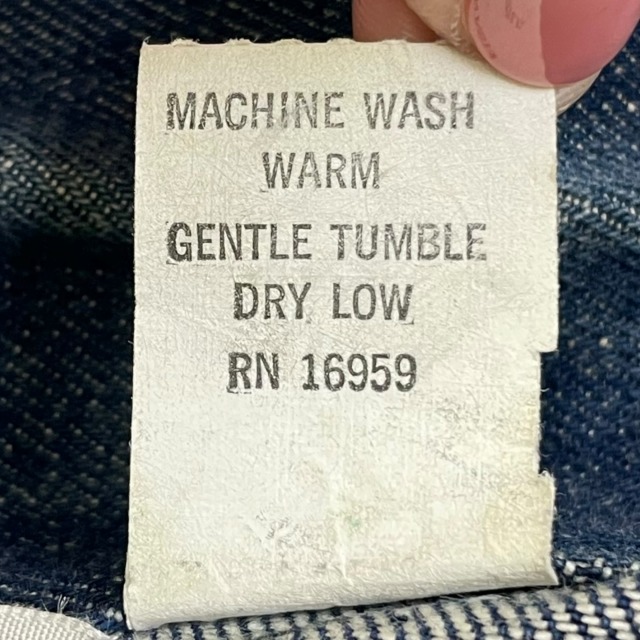 MACHINE WASH
WARM
GENTLE TUMBLE
DRY LOW
RN 16959